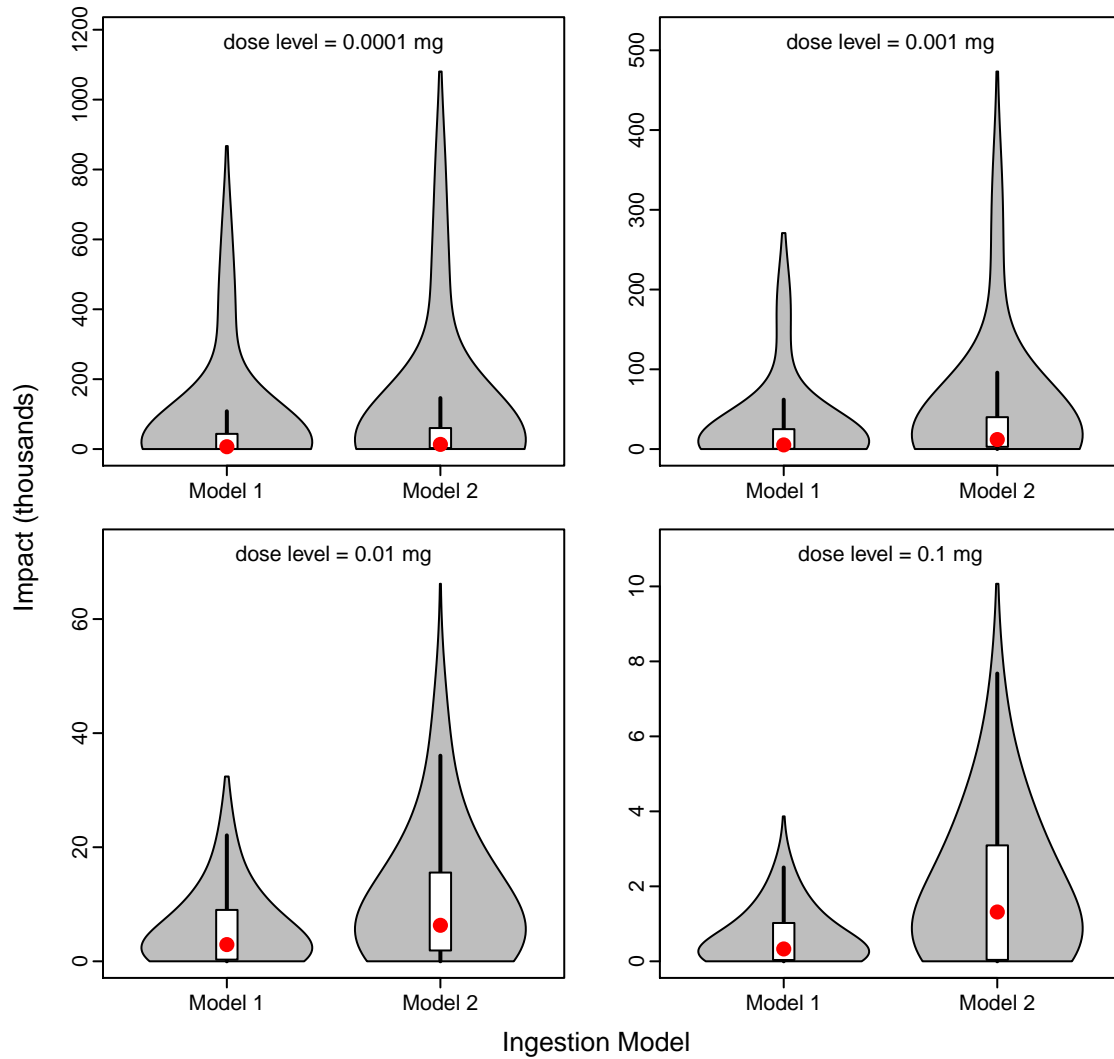 Impact (thousands)
dose level = 0.0001 mg
0 200 400 600 800 1000 1200
Model 1 Model 2
dose level = 0.001 mg
0 100 200 300 400 500
Model 1 Model 2
dose level = 0.01 mg
0 20 40 60
Model 1 Model 2
dose level = 0.1 mg
0 2 4 6 8 10
Model 1 Model 2
Ingestion Model